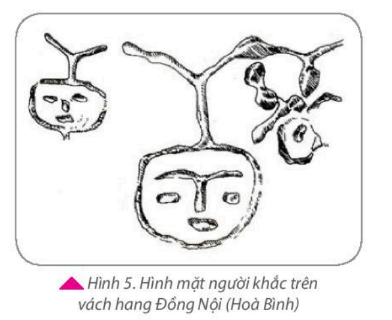 Hình 5. Hình mặt người khắc trên
vách hang Đồng Nội (Hoà Bình)